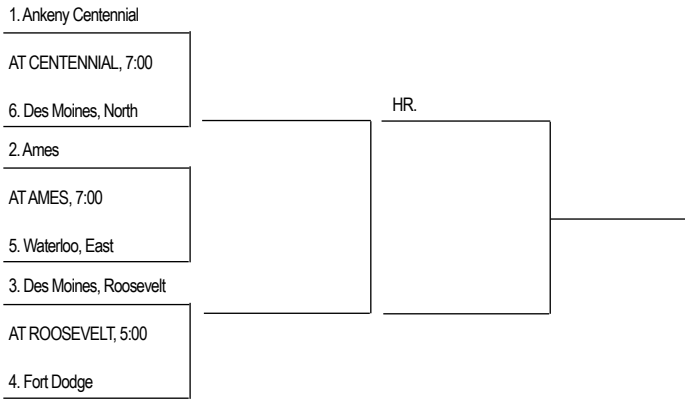 1. Ankeny Centennial
AT CENTENNIAL, 7:00
6. Des Moines, North
HR.
2. Ames
AT AMES, 7:00
5. Waterloo, East
3. Des Moines, Roosevelt
AT ROOSEVELT, 5:00
4. Fort Dodge